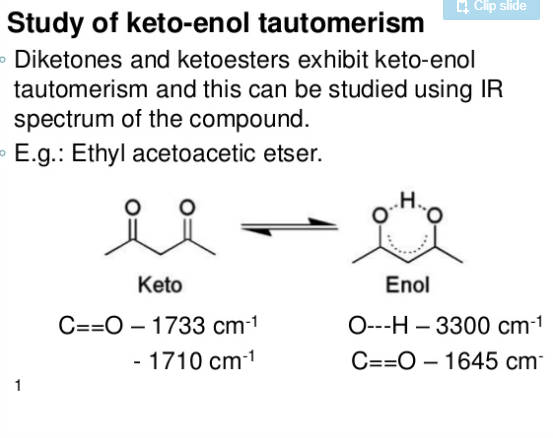 Clip slide
Study of keto-enol tautomerism
◦ Diketones and ketoesters exhibit keto-enol
tautomerism and this can be studied using IR
spectrum of the compound.
◦ E.g.: Ethyl acetoacetic etser.
O O
H
O O
Keto
Enol
C==O – 1733 cm-1
O---H – 3300 cm-1
- 1710 cm-1
C==O – 1645 cm-
1